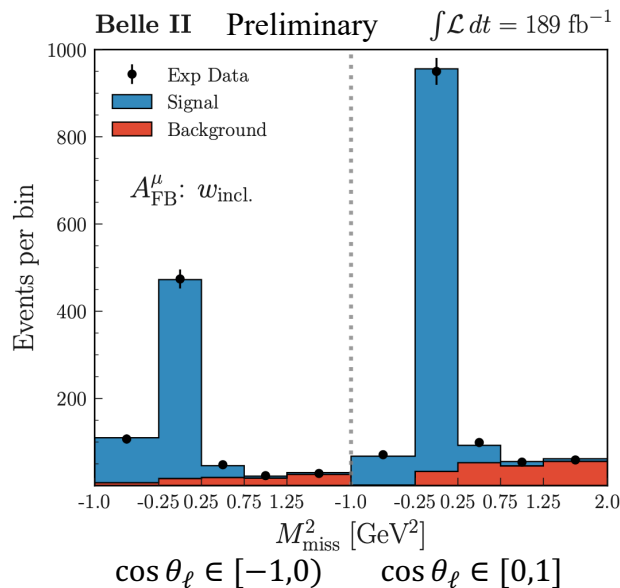 Belle II Preliminary ∫ℒ dt = 189 fb⁻¹
Exp Data
Signal
Background
A_FB^μ: w_incl.
Events per bin
1000
800
600
400
200
-1.0 -0.25 0.25 0.75 1.25 -1.0 -0.25 0.25 0.75 1.25 2.0
M²_miss [GeV²]
cos θ_ℓ ∈ [−1,0) cos θ_ℓ ∈ [0,1]